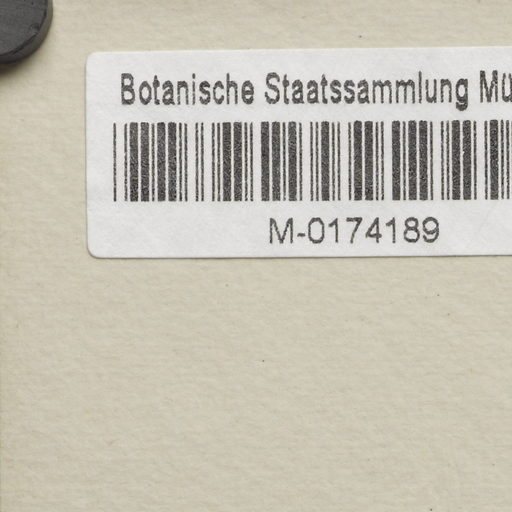 Botanische Staatssammlung Mü
M-0174189